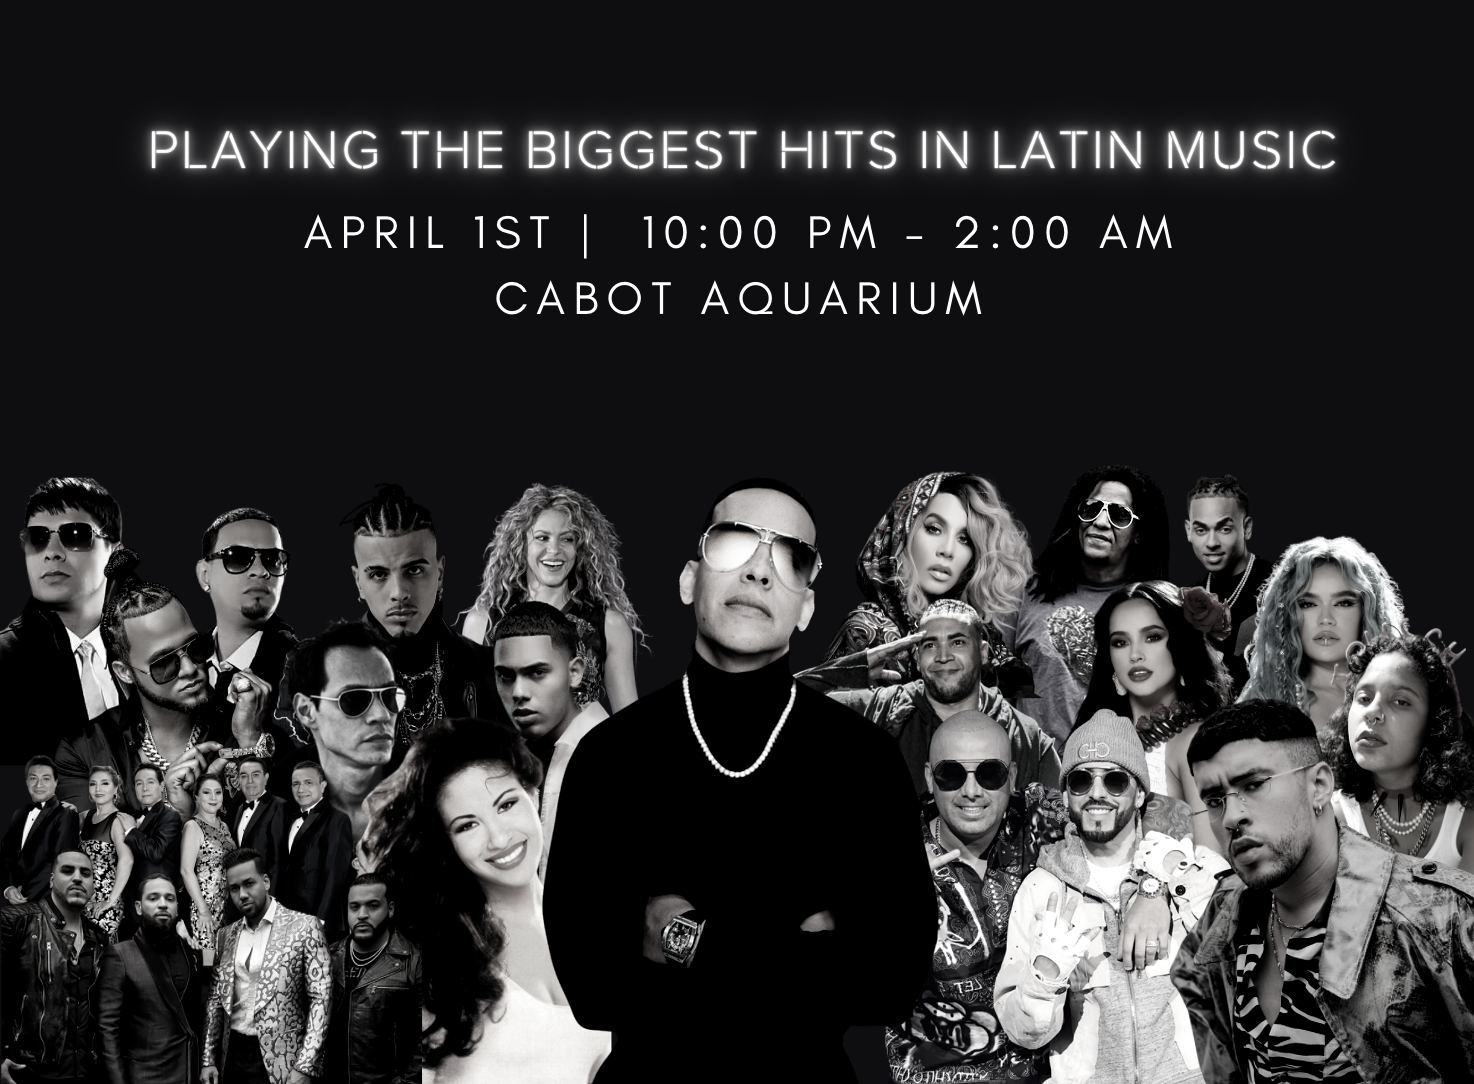 PLAYING THE BIGGEST HITS IN LATIN MUSIC
APRIL 1ST | 10:00 PM - 2:00 AM
CABOT AQUARIUM